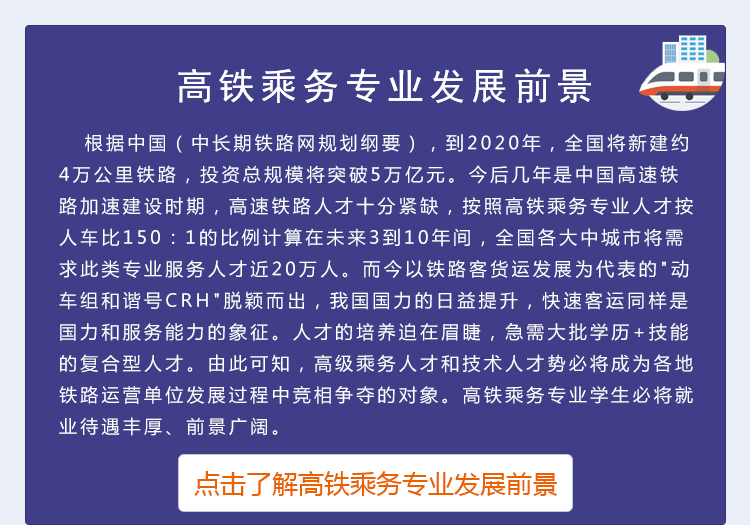 高铁乘务专业发展前景
根据中国（中长期铁路网规划纲要），到2020年，全国将新建约
4万公里铁路，投资总规模将突破5万亿元。今后几年是中国高速铁
路加速建设时期，高速铁路人才十分紧缺，按照高铁乘务专业人才按
人车比150：1的比例计算在未来3到10年间，全国各大中城市将需
求此类专业服务人才近20万人。而今以铁路客货运发展为代表的"动
车组和谐号CRH"脱颖而出，我国国力的日益提升，快速客运同样是
国力和服务能力的象征。人才的培养迫在眉睫，急需大批学历+技能
的复合型人才。由此可知，高级乘务人才和技术人才势必将成为各地
铁路运营单位发展过程中竞相争夺的对象。高铁乘务专业学生必将就
业待遇丰厚、前景广阔。
点击了解高铁乘务专业发展前景